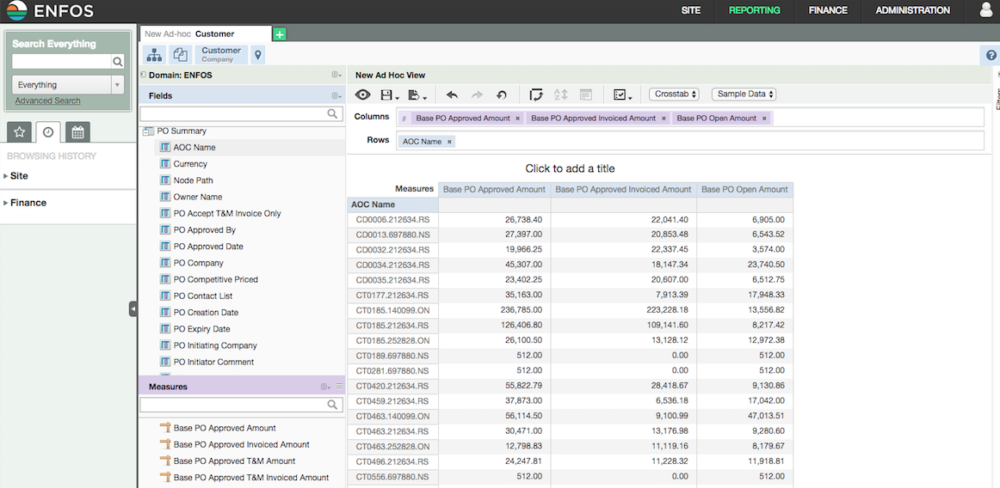 ENFOS
SITE REPORTING FINANCE ADMINISTRATION
New Ad-hoc Customer
Search Everything
Everything
Advanced Search
BROWSING HISTORY
Site
Finance
Customer
Company
Domain: ENFOS
Fields
PO Summary
AOC Name
Currency
Node Path
Owner Name
PO Accept T&M Invoice Only
PO Approved By
PO Approved Date
PO Company
PO Competitive Priced
PO Contact List
PO Creation Date
PO Expiry Date
PO Initiating Company
PO Initiator Comment
Measures
Base PO Approved Amount
Base PO Approved Invoiced Amount
Base PO Approved T&M Amount
Base PO Approved T&M Invoiced Amount
New Ad Hoc View
Crosstab Sample Data
Filters
Columns # Base PO Approved Amount × Base PO Approved Invoiced Amount × Base PO Open Amount ×
Rows AOC Name ×
Click to add a title
Measures Base PO Approved Amount Base PO Approved Invoiced Amount Base PO Open Amount
AOC Name
CD0006.212634.RS 26,738.40 22,041.40 6,905.00
CD0013.697880.NS 27,397.00 20,853.48 6,543.52
CD0032.212634.RS 19,966.25 22,337.45 3,574.00
CD0034.212634.RS 45,307.00 18,147.34 23,740.50
CD0035.212634.RS 23,402.25 20,607.00 6,512.75
CT0177.212634.RS 35,163.00 7,913.39 17,948.33
CT0185.140099.ON 236,785.00 223,228.18 13,556.82
CT0185.212634.RS 126,406.80 109,141.60 8,217.42
CT0185.252828.ON 26,100.50 13,128.12 12,972.38
CT0189.697880.NS 512.00 0.00 512.00
CT0281.697880.NS 512.00 0.00 512.00
CT0420.212634.RS 55,822.79 28,418.67 9,130.86
CT0459.212634.RS 37,873.00 6,536.18 17,042.00
CT0463.140099.ON 56,114.50 9,100.99 47,013.51
CT0463.212634.RS 30,471.00 13,176.98 9,280.60
CT0463.252828.ON 12,798.83 11,119.16 8,179.67
CT0496.212634.RS 24,247.81 11,228.32 11,918.81
CT0556.697880.NS 512.00 0.00 512.00